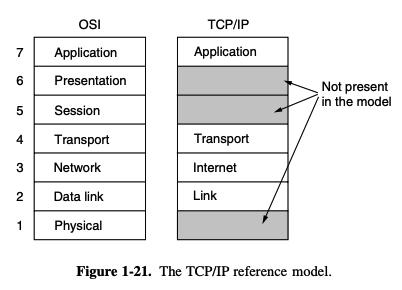 OSI TCP/IP
7 Application Application
6 Presentation
5 Session
Not present
in the model
4 Transport Transport
3 Network Internet
2 Data link Link
1 Physical
Figure 1-21. The TCP/IP reference model.